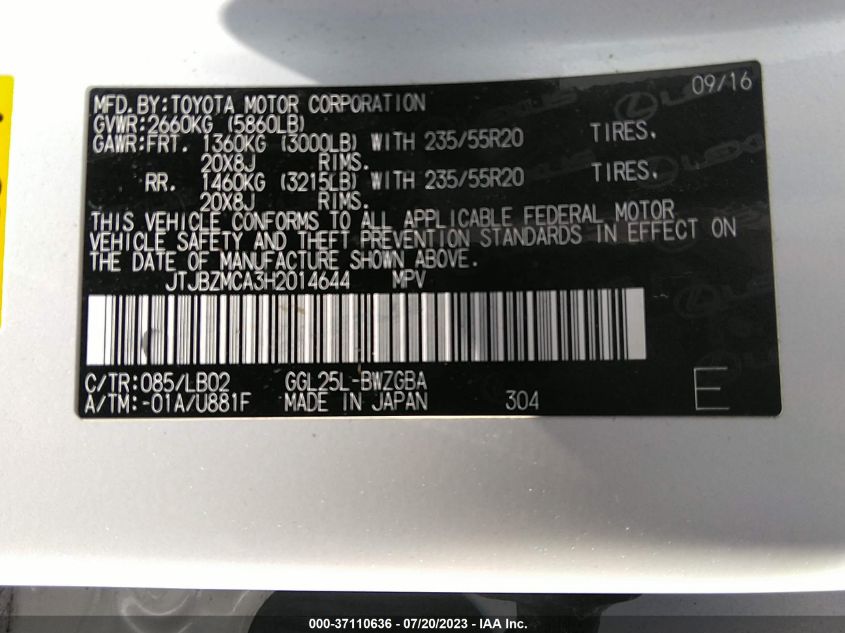 09/16
MFD.BY:TOYOTA MOTOR CORPORATION
GVWR:2660KG (5860LB)
GAWR:FRT. 1360KG (3000LB) WITH 235/55R20 TIRES.
20X8J RIMS.
RR. 1460KG (3215LB) WITH 235/55R20 TIRES.
20X8J RIMS.
THIS VEHICLE CONFORMS TO ALL APPLICABLE FEDERAL MOTOR
VEHICLE SAFETY AND THEFT PREVENTION STANDARDS IN EFFECT ON
THE DATE OF MANUFACTURE SHOWN ABOVE.
JTJBZMCA3H2014644 MPV
C/TR:085/LB02 GGL25L-BWZGBA
A/TM:-01A/U881F MADE IN JAPAN 304 E
000-37110636 - 07/20/2023 - IAA Inc.